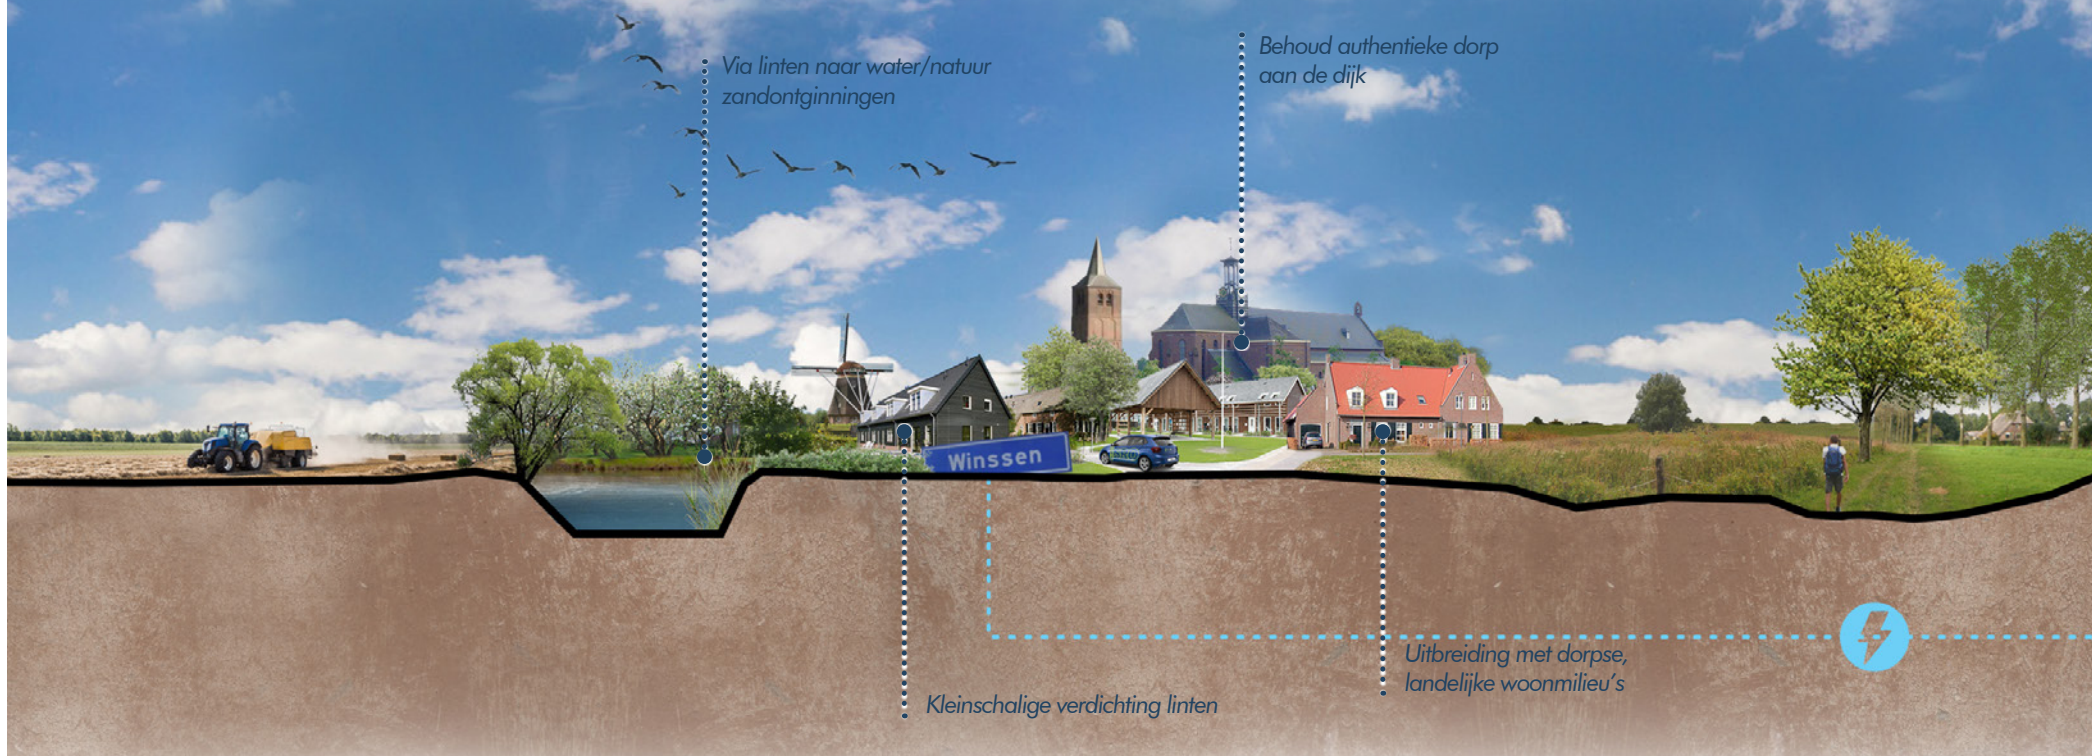 Via linten naar water/natuur
zandontginningen
Behoud authentieke dorp
aan de dijk
Winssen
Uitbreiding met dorpse,
landelijke woonmilieu's
Kleinschalige verdichting linten